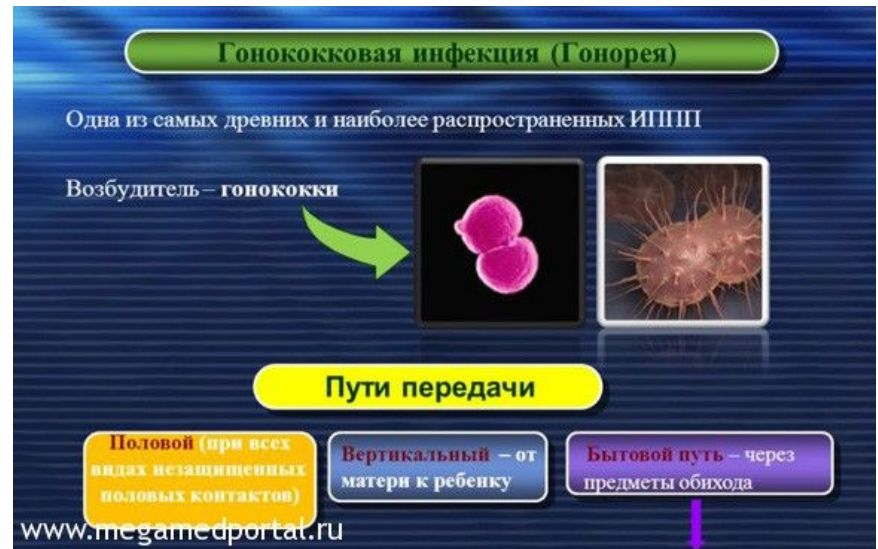 Гонококковая инфекция (Гонорея)
Одна из самых древних и наиболее распространенных ИППП
Возбудитель – гонококки
Пути передачи
Половой (при всех
видах незащищенных
половых контактов)
Вертикальный – от
матери к ребенку
Бытовой путь – через
предметы обихода
www.megamedportal.ru